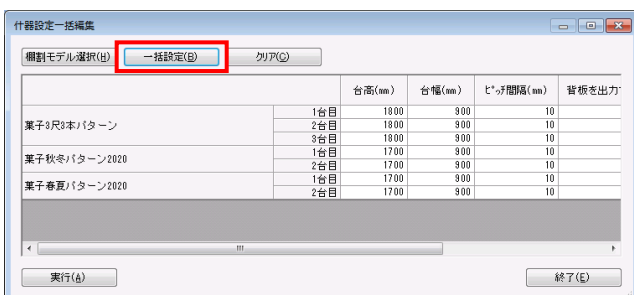 什器設定一括編集
棚割モデル選択(H) 一括設定(B) クリア(C)
台高(mm) 台幅(mm) ピッチ間隔(mm) 背板を出力
菓子3尺3本パターン 1台目 1800 900 10
2台目 1800 900 10
3台目 1800 900 10
菓子秋冬パターン2020 1台目 1700 900 10
2台目 1700 900 10
菓子春夏パターン2020 1台目 1700 900 10
2台目 1700 900 10
実行(A) 終了(E)